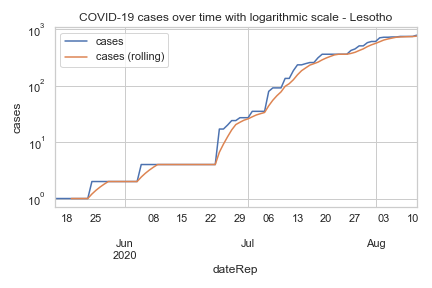 COVID-19 cases over time with logarithmic scale - Lesotho
cases
cases (rolling)
10³
10²
10¹
10⁰
cases
18 25 08 15 22 29 06 13 20 27 03 10
Jun Jul Aug
2020
dateRep